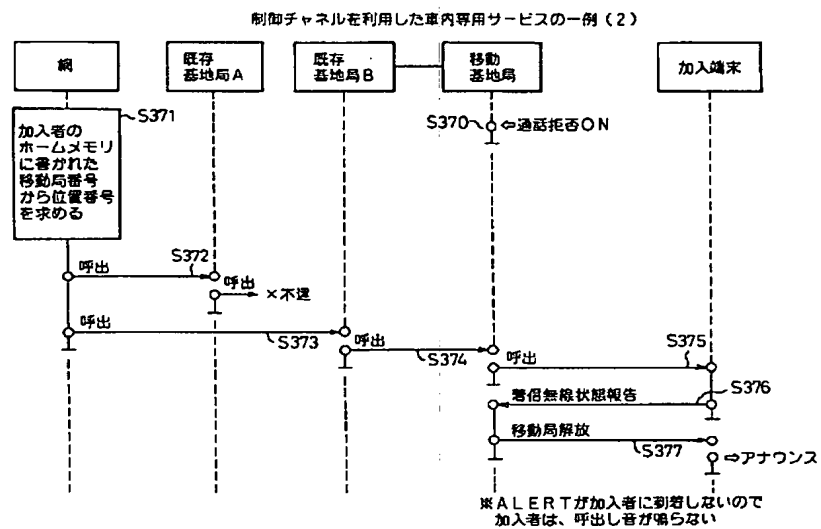 制御チャネルを利用した車内専用サービスの一例(2)
網
既存
基地局A
既存
基地局B
移動
基地局
加入端末
S371
加入者の
ホームメモリ
に書かれた
移動局番号
から位置番号
を求める
S370
⇦通話拒否ON
呼出
S372
呼出
×不達
呼出
S373
呼出
S374
呼出
S375
着信無線状態報告
S376
移動局解放
S377
⇨アナウンス
※ALERTが加入者に到着しないので
加入者は、呼出し音が鳴らない